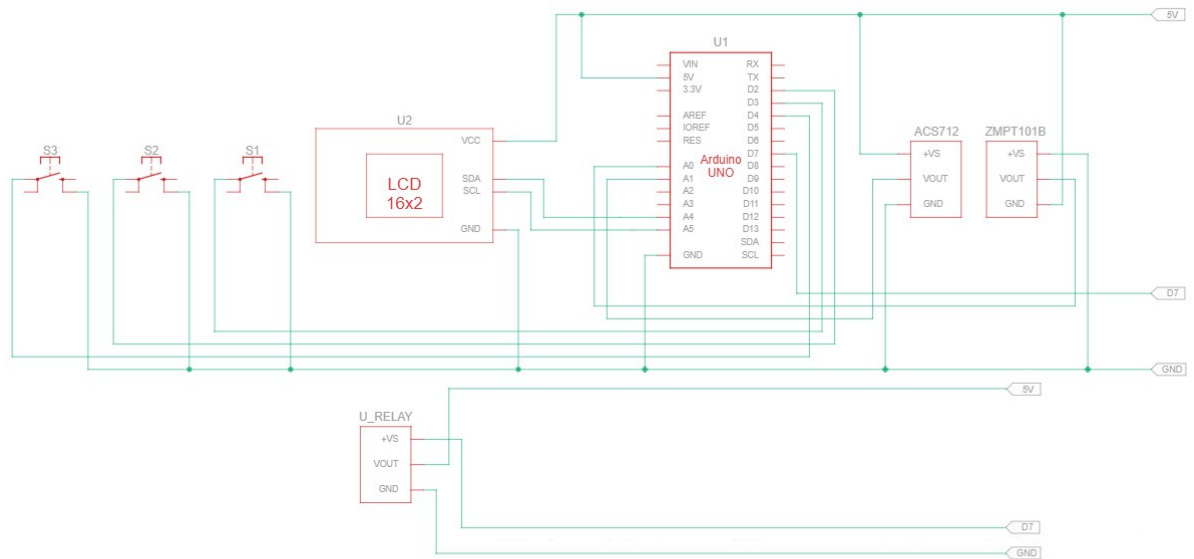 5V
U1
VIN
RX
5V
TX
3.3V
D2
D3
AREF
D4
IOREF
D5
RES
D6
D7
A0
D8
A1
D9
A2
D10
A3
D11
A4
D12
A5
D13
SDA
GND
SCL
Arduino
UNO
U2
VCC
SDA
SCL
GND
LCD
16x2
S3
S2
S1
ACS712
+VS
VOUT
GND
ZMPT101B
+VS
VOUT
GND
D7
GND
5V
U_RELAY
+VS
VOUT
GND
D7
GND